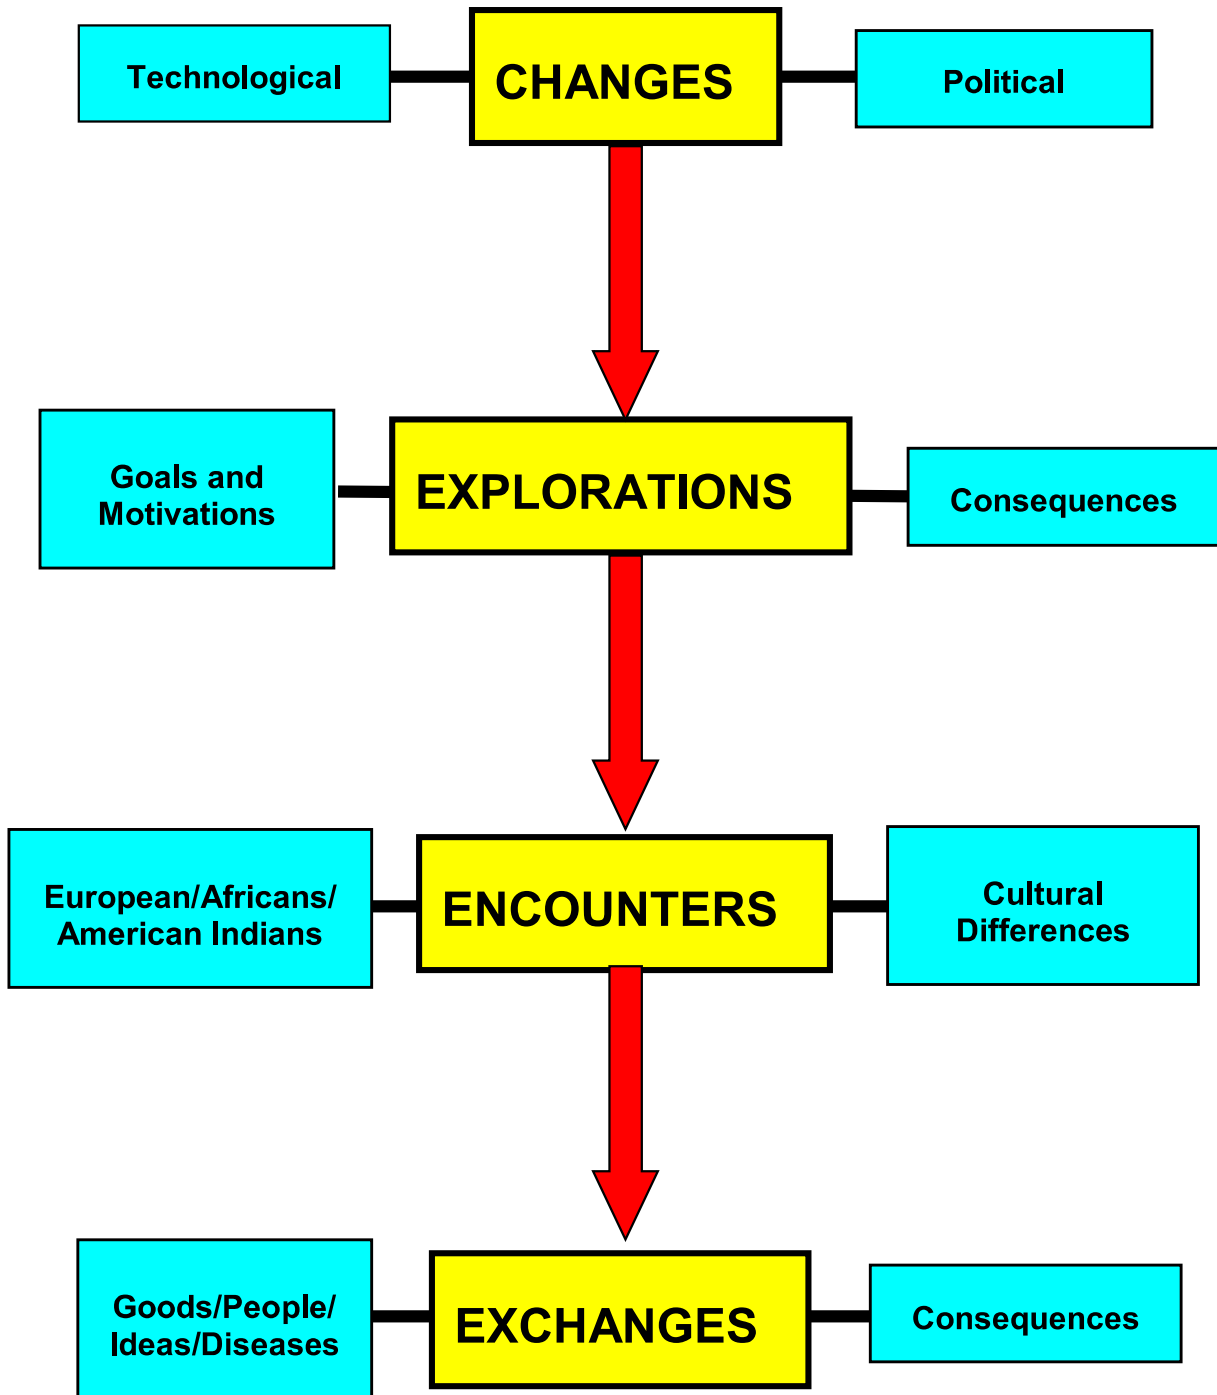 Technological
CHANGES
Political
Goals and
Motivations
EXPLORATIONS
Consequences
European/Africans/
American Indians
ENCOUNTERS
Cultural
Differences
Goods/People/
Ideas/Diseases
EXCHANGES
Consequences